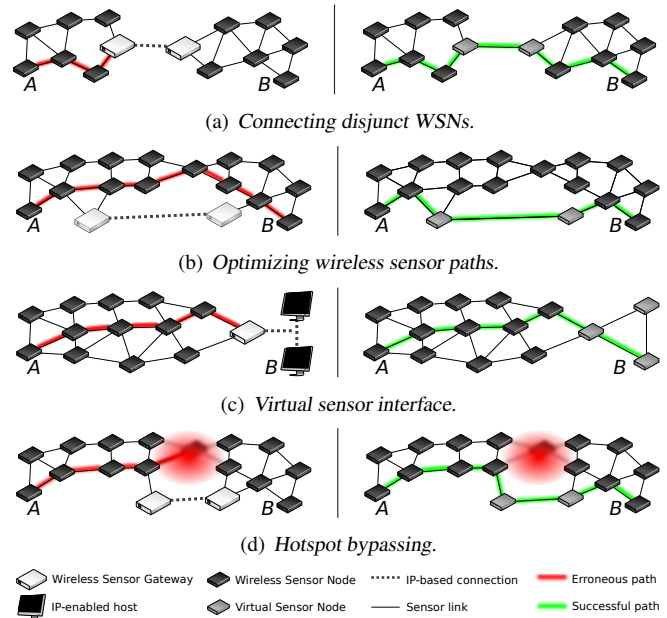 A B
(a) Connecting disjunct WSNs.
A B A B
(b) Optimizing wireless sensor paths.
A B A B
(c) Virtual sensor interface.
A B A B
(d) Hotspot bypassing.
A B A B
Wireless Sensor Gateway Wireless Sensor Node IP-based connection Erroneous path
IP-enabled host Virtual Sensor Node Sensor link Successful path